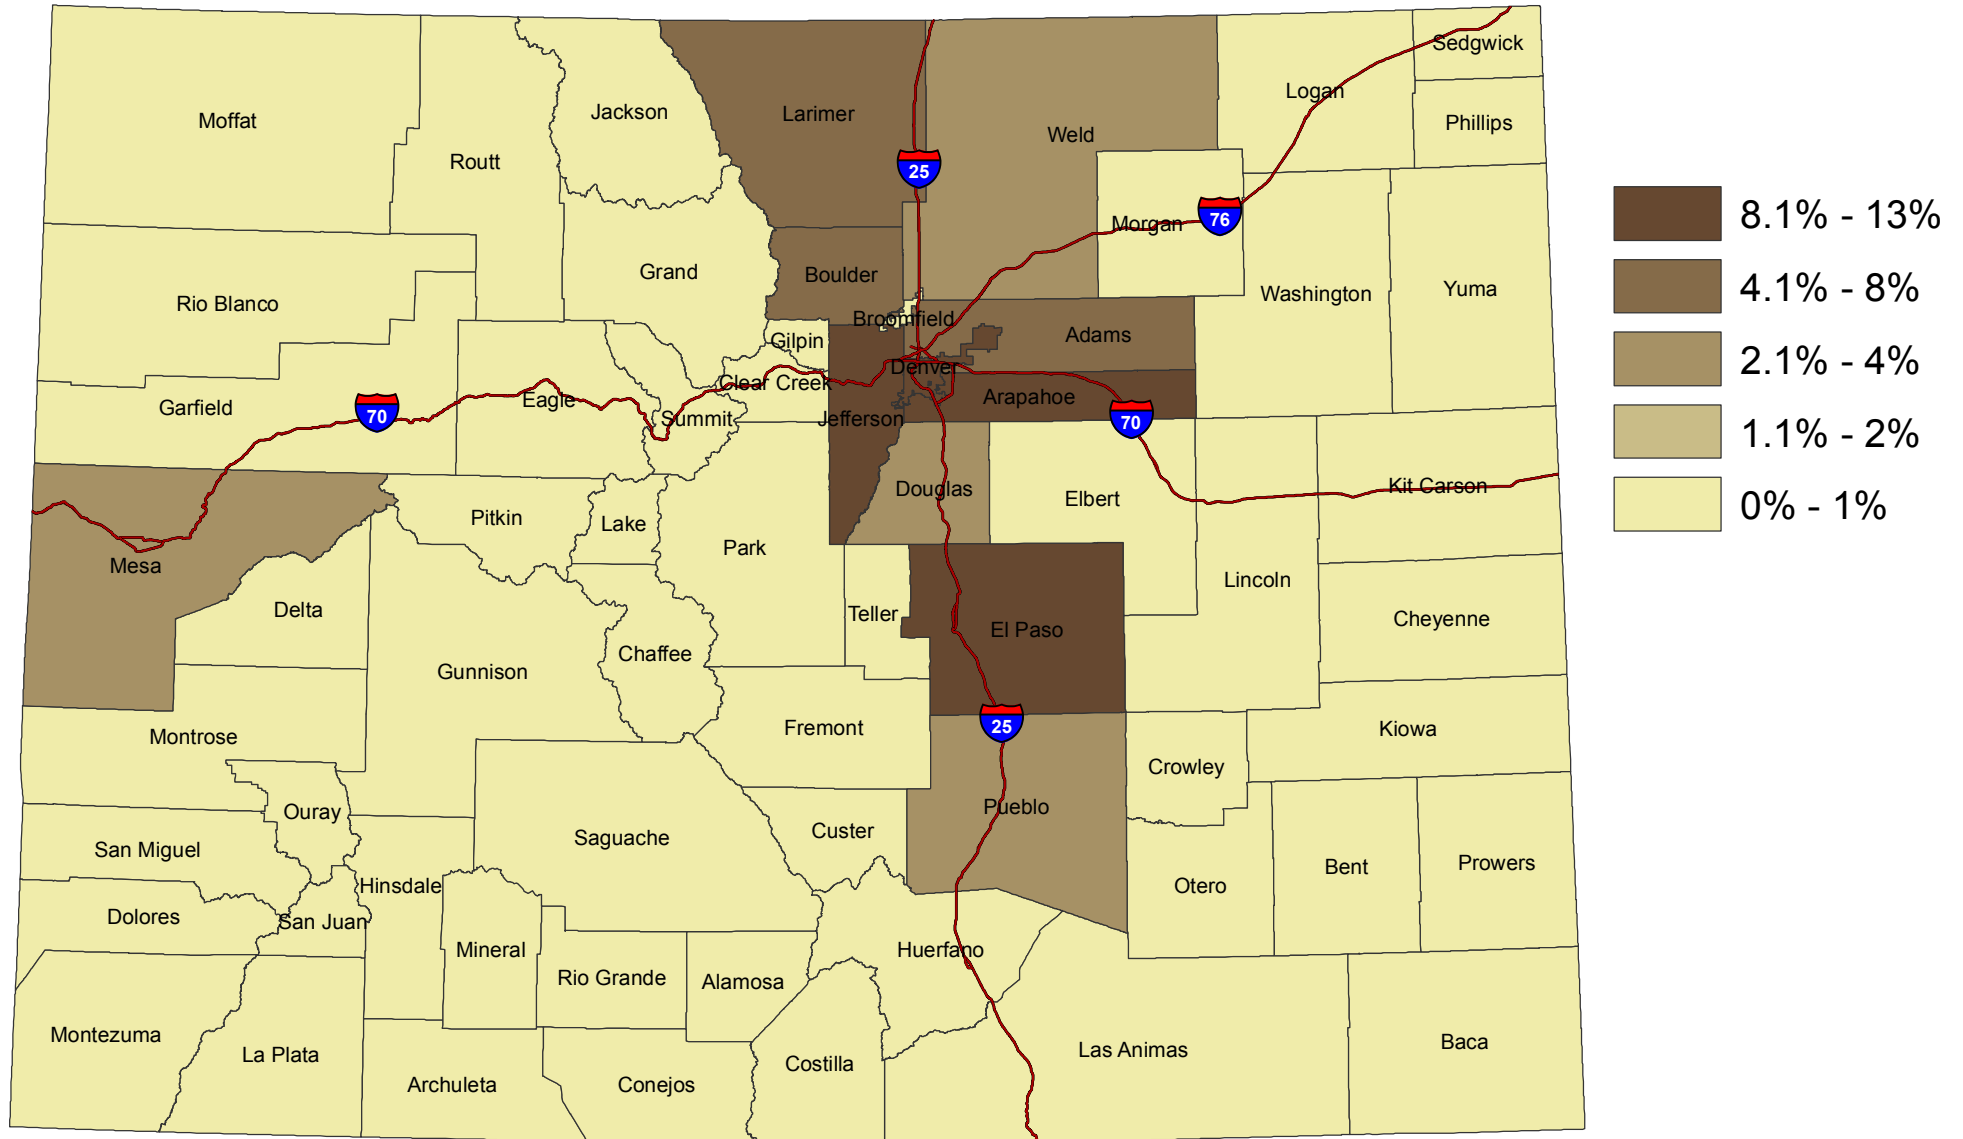 Sedgwick
Logan
Jackson
Larimer
Moffat
Phillips
Weld
Routt
25
8.1% - 13%
76
Morgan
Grand
Boulder
4.1% - 8%
Yuma
Washington
Rio Blanco
Broomfield
Adams
Gilpin
2.1% - 4%
Denver
Clear Creek
Arapahoe
Eagle
Garfield
70
Summit
Jefferson
70
1.1% - 2%
Kit Carson
Douglas
Elbert
0% - 1%
Pitkin
Lake
Park
Mesa
Lincoln
Delta
Teller
Cheyenne
El Paso
Chaffee
Gunnison
25
Fremont
Kiowa
Montrose
Crowley
Pueblo
Ouray
Custer
Saguache
San Miguel
Prowers
Bent
Hinsdale
Otero
Dolores
San Juan
Mineral
Huerfano
Rio Grande
Alamosa
Montezuma
Baca
Las Animas
La Plata
Costilla
Archuleta
Conejos